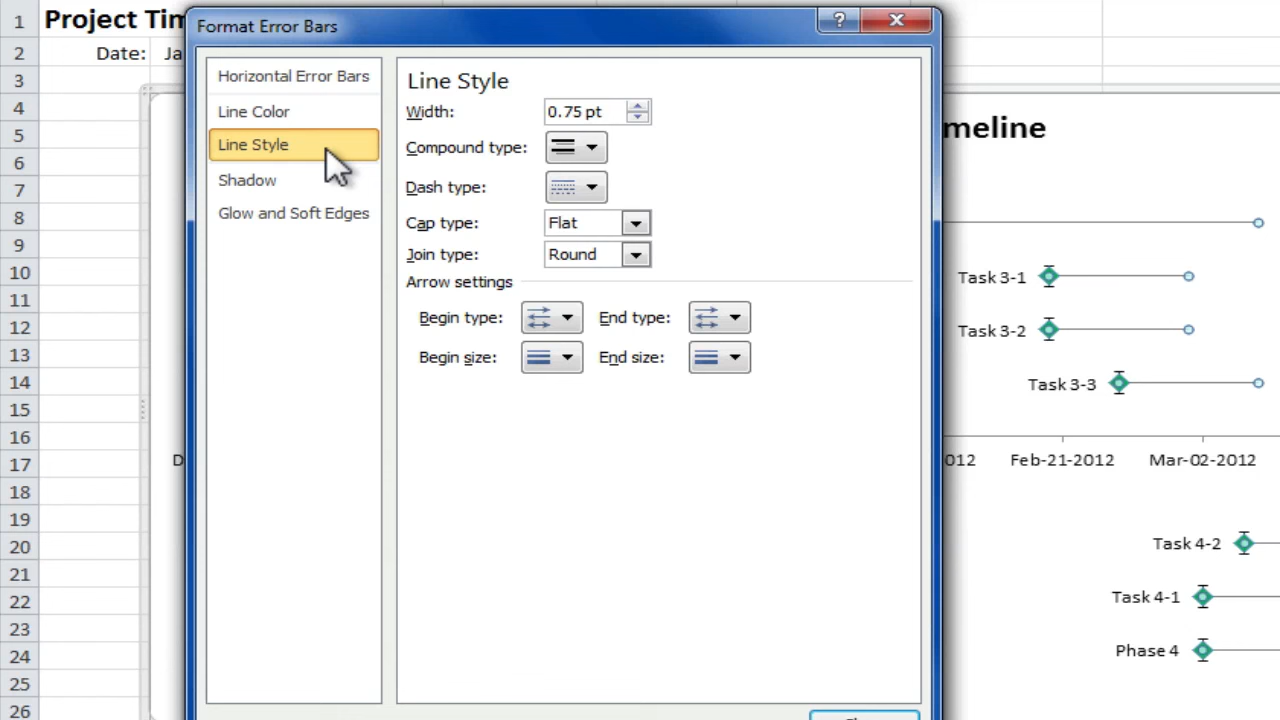 1
Project Tim
Format Error Bars
?
2
Date:
Ja
3
4
5
6
7
8
9
10
11
12
13
14
15
16
17
18
19
20
21
22
23
24
25
26
Horizontal Error Bars
Line Color
Line Style
Shadow
Glow and Soft Edges
Line Style
Width:
0.75 pt
Compound type:
Dash type:
Cap type:
Flat
Join type:
Round
Arrow settings
Begin type:
End type:
Begin size:
End size:
meline
Task 3-1
Task 3-2
Task 3-3
D
012
Feb-21-2012
Mar-02-2012
Task 4-2
Task 4-1
Phase 4